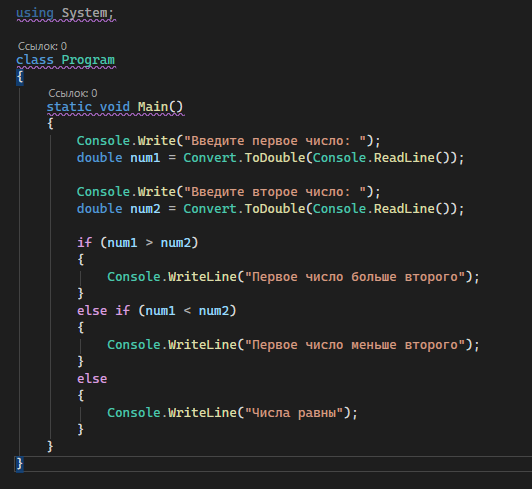 using System;
Ссылок: 0
class Program
{
Ссылок: 0
static void Main()
{
Console.Write("Введите первое число: ");
double num1 = Convert.ToDouble(Console.ReadLine());
Console.Write("Введите второе число: ");
double num2 = Convert.ToDouble(Console.ReadLine());
if (num1 > num2)
{
Console.WriteLine("Первое число больше второго");
}
else if (num1 < num2)
{
Console.WriteLine("Первое число меньше второго");
}
else
{
Console.WriteLine("Числа равны");
}
}
}